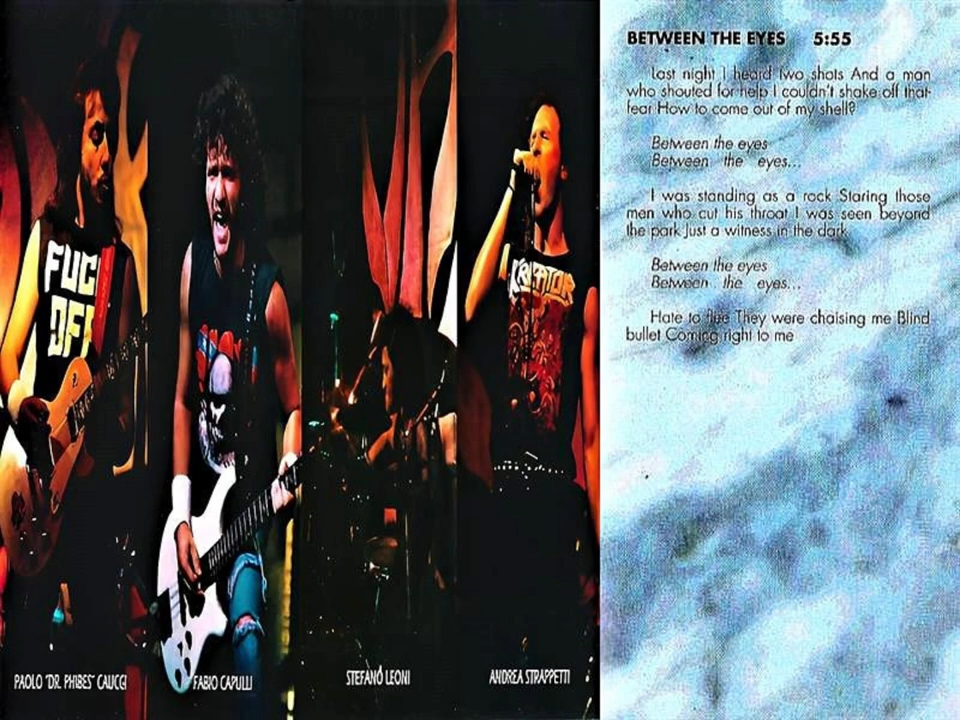 FUC
OFF
KREATOR
PAOLO "DR. PHIBES" CAUCCI
FABIO CAPULLI
STEFANO LEONI
ANDREA STRAPPETTI
BETWEEN THE EYES 5:55
Last night I heard two shots And a man
who shouted for help I couldn't shake off that
fear How to come out of my shell?
Between the eyes
Between the eyes...
I was standing as a rock Staring those
men who cut his throat I was seen beyond
the park Just a witness in the dark
Between the eyes
Between the eyes...
Hate to flee They were chaising me Blind
bullet Coming right to me